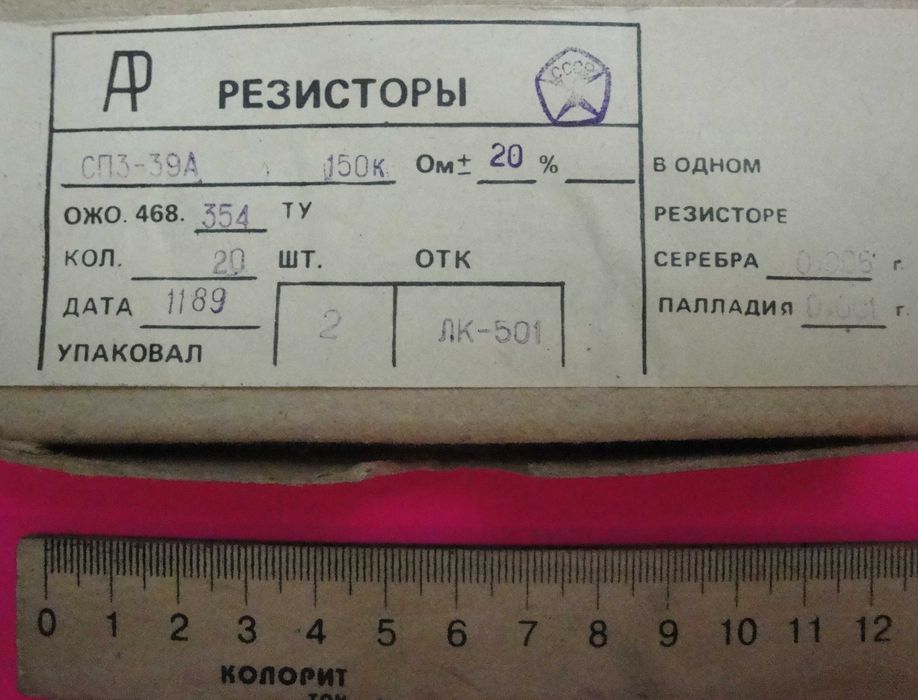 АР РЕЗИСТОРЫ СССР
СП3-39А 150к Ом± 20 %
ОЖО. 468. 354 ТУ
КОЛ. 20 ШТ. ОТК
ДАТА 1189
2 ЛК-501
УПАКОВАЛ
В ОДНОМ
РЕЗИСТОРЕ
СЕРЕБРА г.
ПАЛЛАДИЯ г.
0 1 2 3 4 5 6 7 8 9 10 11 12
КОЛОРИТ